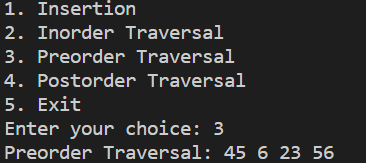 1. Insertion
2. Inorder Traversal
3. Preorder Traversal
4. Postorder Traversal
5. Exit
Enter your choice: 3
Preorder Traversal: 45 6 23 56